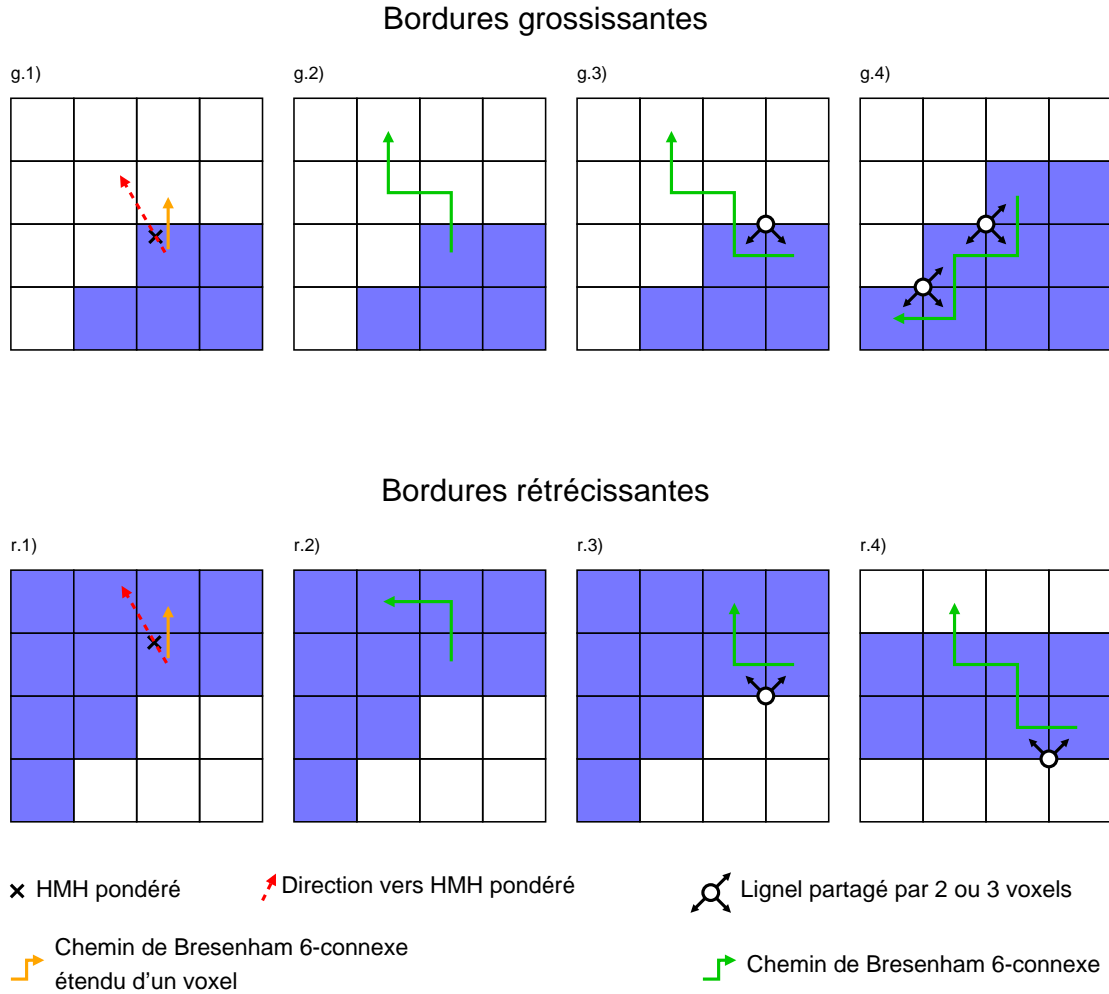 Bordures grossissantes
g.1)
g.2)
g.3)
g.4)
Bordures rétrécissantes
r.1)
r.2)
r.3)
r.4)
HMH pondéré
Direction vers HMH pondéré
Lignel partagé par 2 ou 3 voxels
Chemin de Bresenham 6-connexe
étendu d'un voxel
Chemin de Bresenham 6-connexe